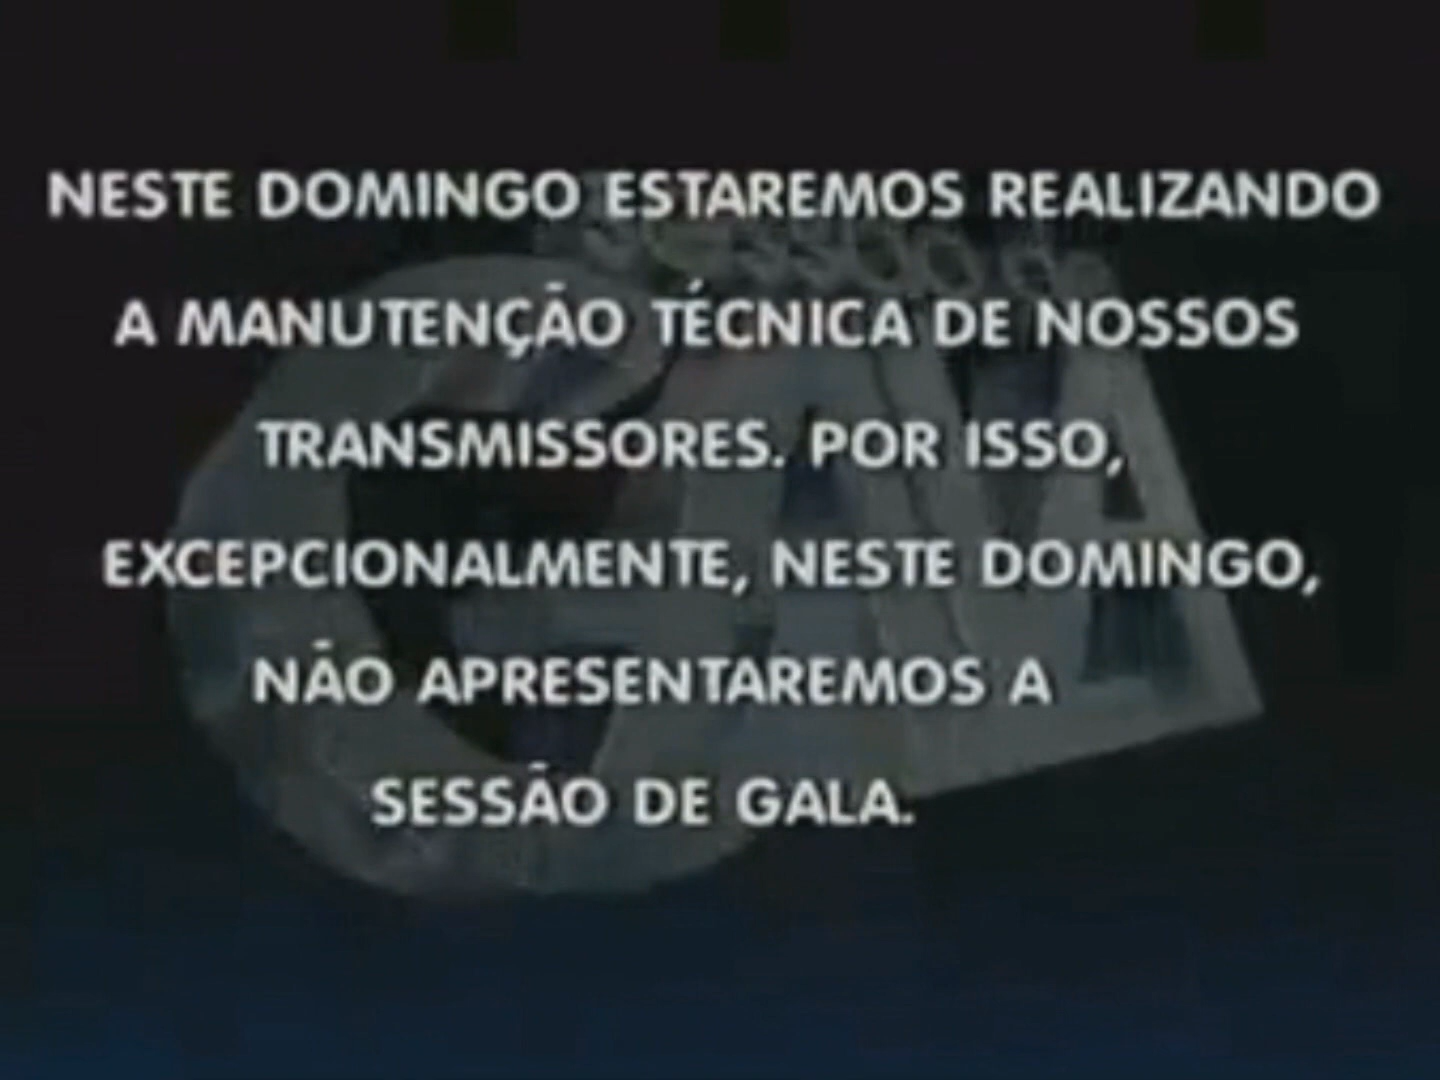 NESTE DOMINGO ESTAREMOS REALIZANDO
A MANUTENÇÃO TÉCNICA DE NOSSOS
TRANSMISSORES. POR ISSO,
EXCEPCIONALMENTE, NESTE DOMINGO,
NÃO APRESENTAREMOS A
SESSÃO DE GALA.